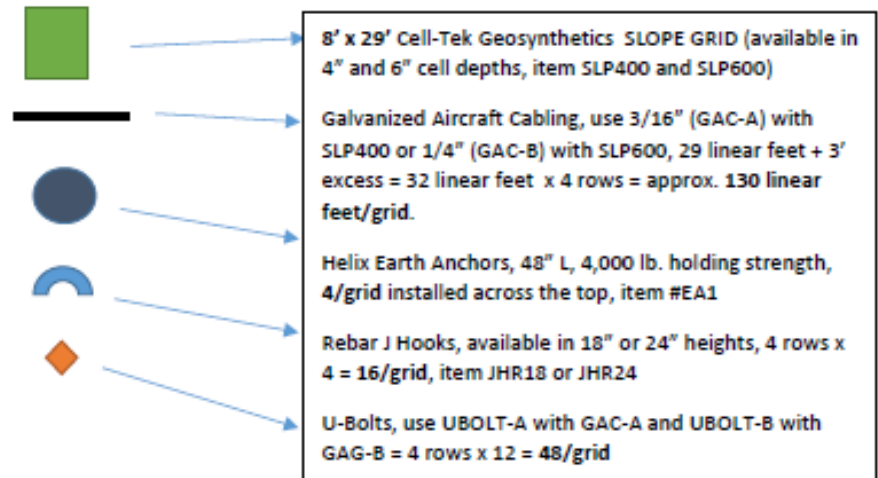 8’ x 29’ Cell-Tek Geosynthetics SLOPE GRID (available in
4” and 6” cell depths, item SLP400 and SLP600)
Galvanized Aircraft Cabling, use 3/16” (GAC-A) with
SLP400 or 1/4” (GAC-B) with SLP600, 29 linear feet + 3’
excess = 32 linear feet x 4 rows = approx. 130 linear
feet/grid.
Helix Earth Anchors, 48” L, 4,000 lb. holding strength,
4/grid installed across the top, item #EA1
Rebar J Hooks, available in 18” or 24” heights, 4 rows x
4 = 16/grid, item JHR18 or JHR24
U-Bolts, use UBOLT-A with GAC-A and UBOLT-B with
GAG-B = 4 rows x 12 = 48/grid